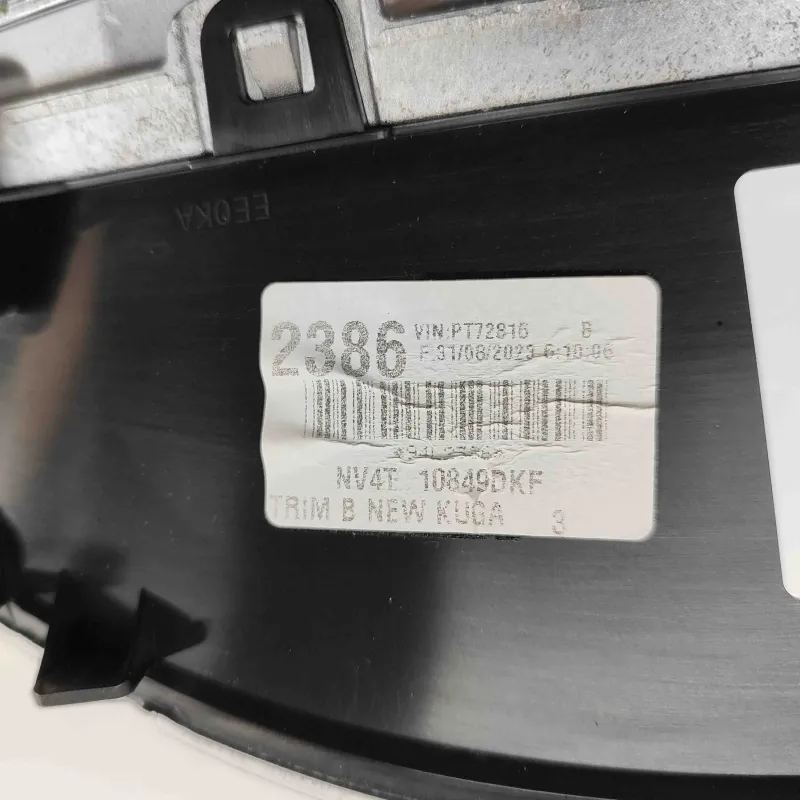 EEOKA
2386
VIN:PT72816 B
F.31/08/2023 6:10:06
NV4T 10849DKF
TRIM B NEW KUGA 3